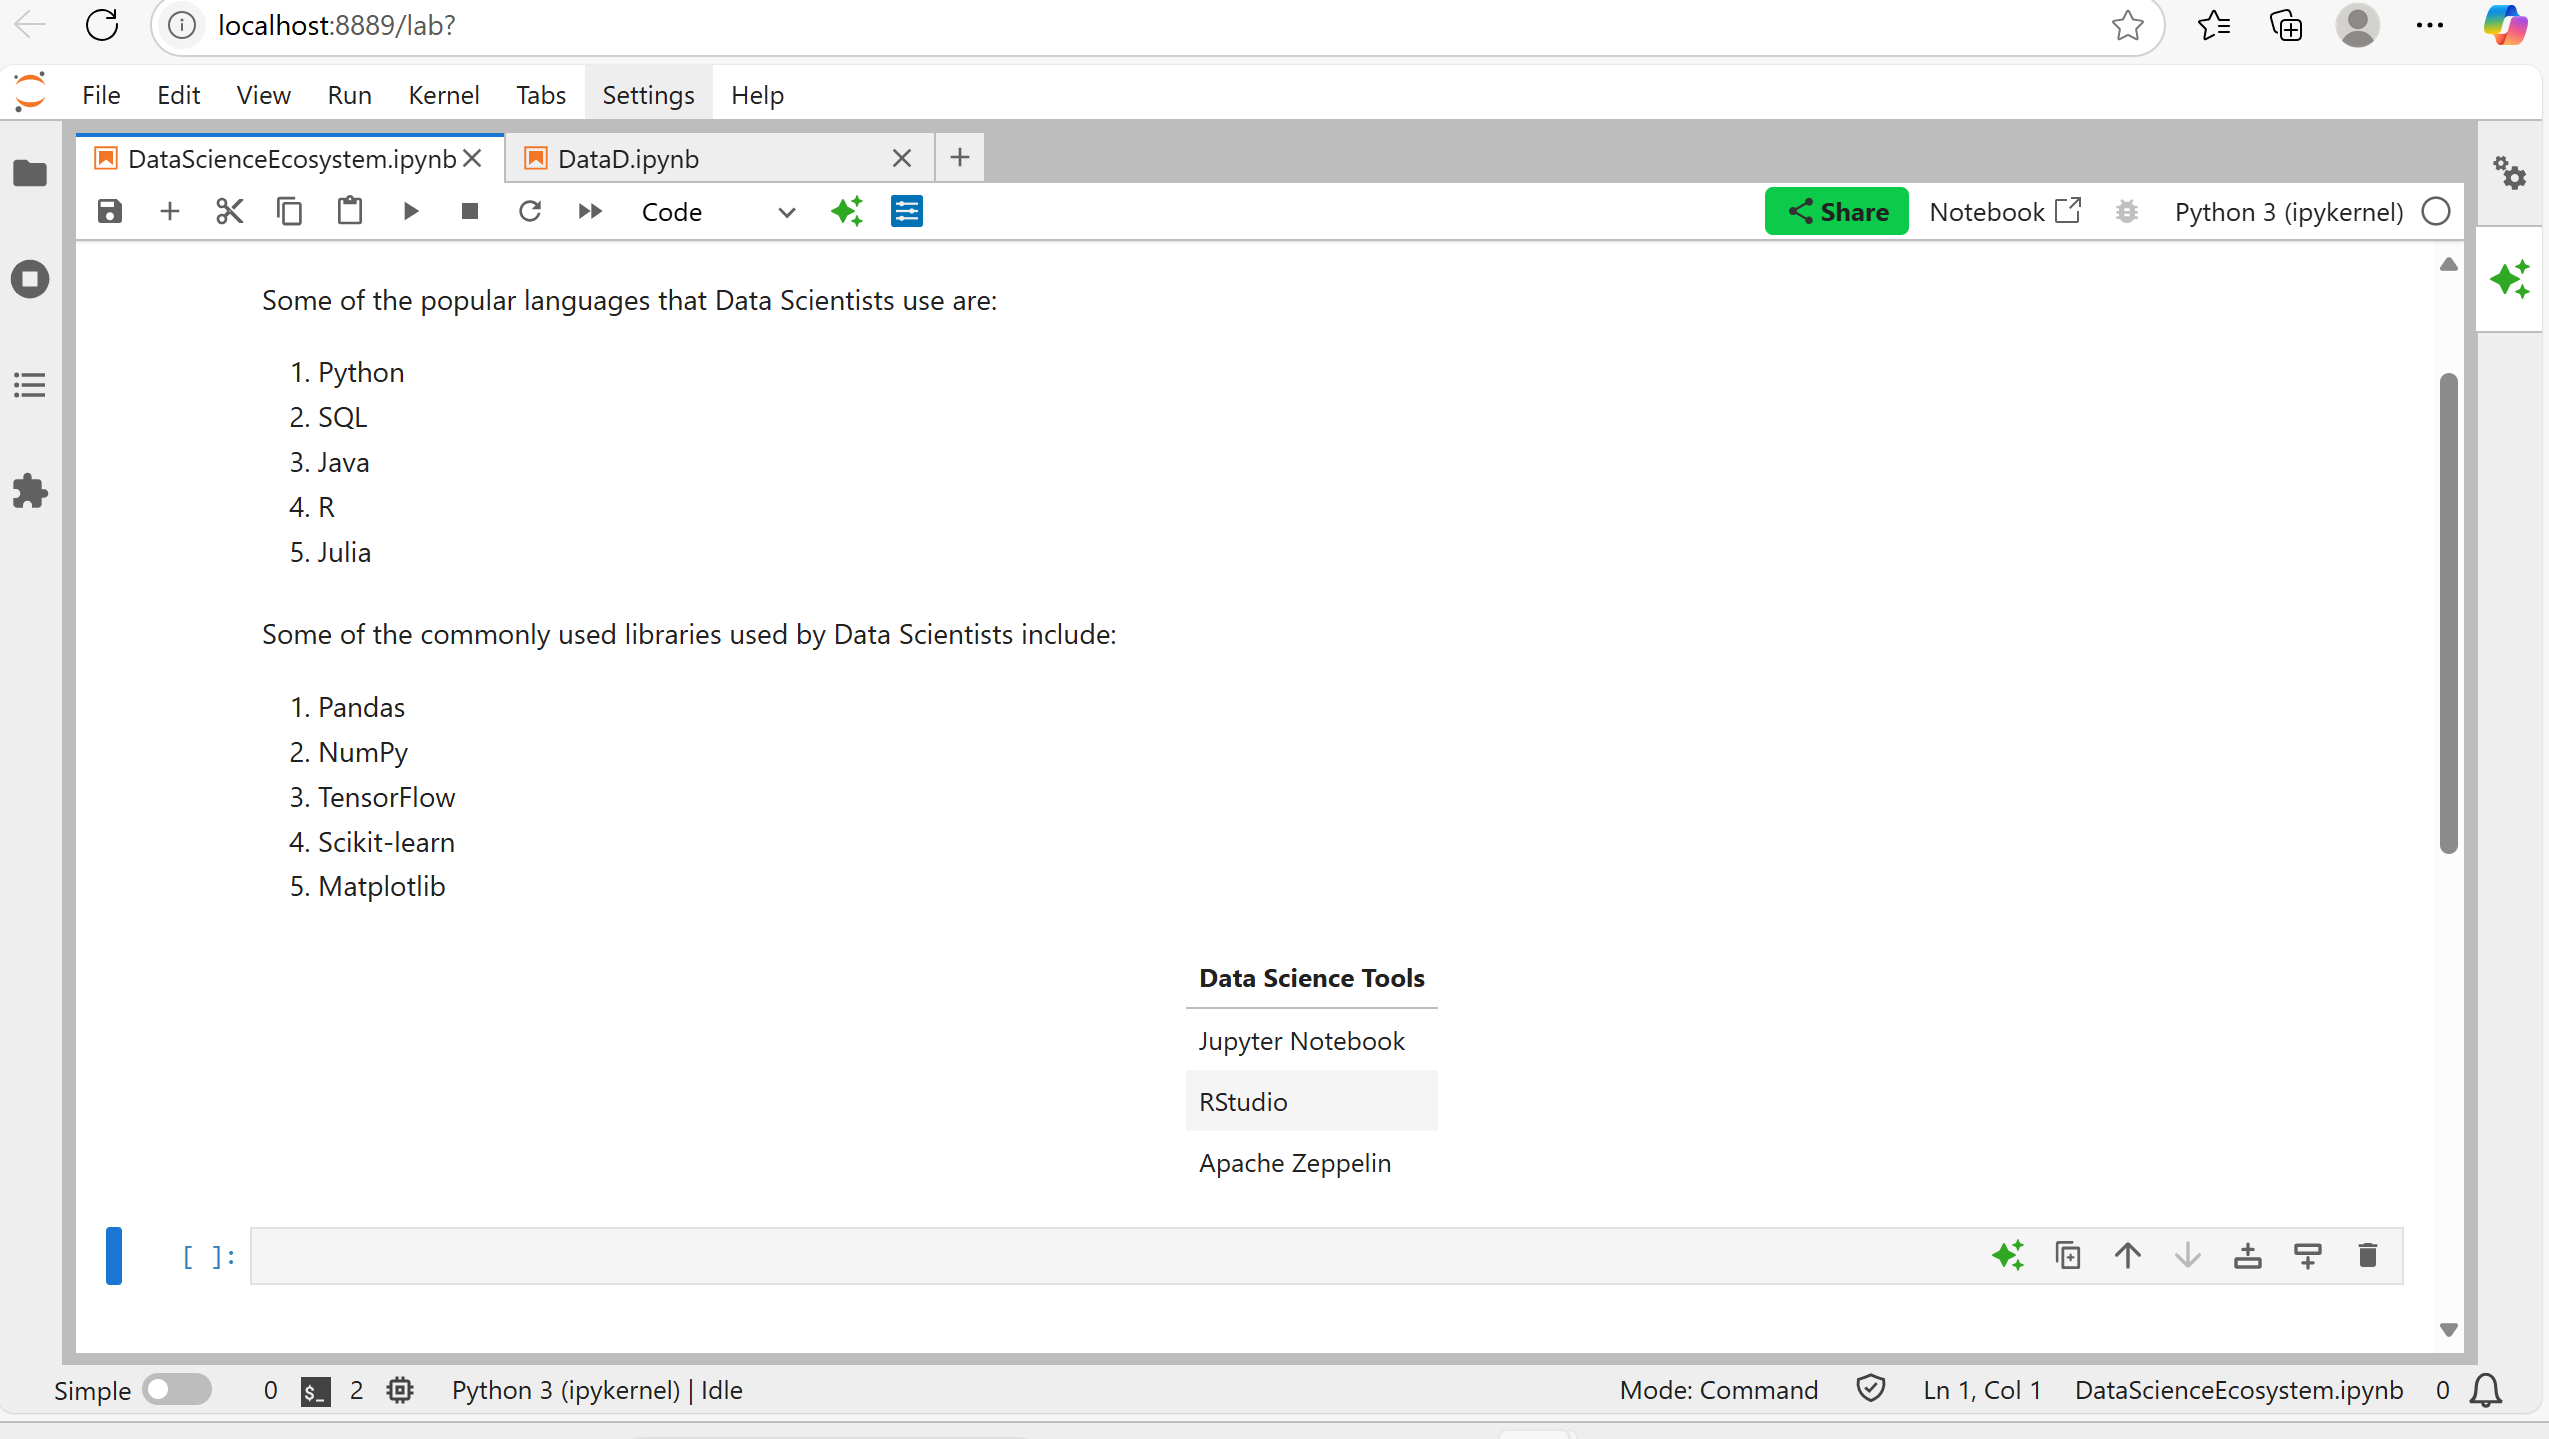 localhost:8889/lab?
File Edit View Run Kernel Tabs Settings Help
DataScienceEcosystem.ipynb DataD.ipynb
Code Share Notebook Python 3 (ipykernel)
Some of the popular languages that Data Scientists use are:
1. Python
2. SQL
3. Java
4. R
5. Julia
Some of the commonly used libraries used by Data Scientists include:
1. Pandas
2. NumPy
3. TensorFlow
4. Scikit-learn
5. Matplotlib
Data Science Tools
Jupyter Notebook
RStudio
Apache Zeppelin
[ ]:
Simple 0 $_ 2 Python 3 (ipykernel) | Idle Mode: Command Ln 1, Col 1 DataScienceEcosystem.ipynb 0